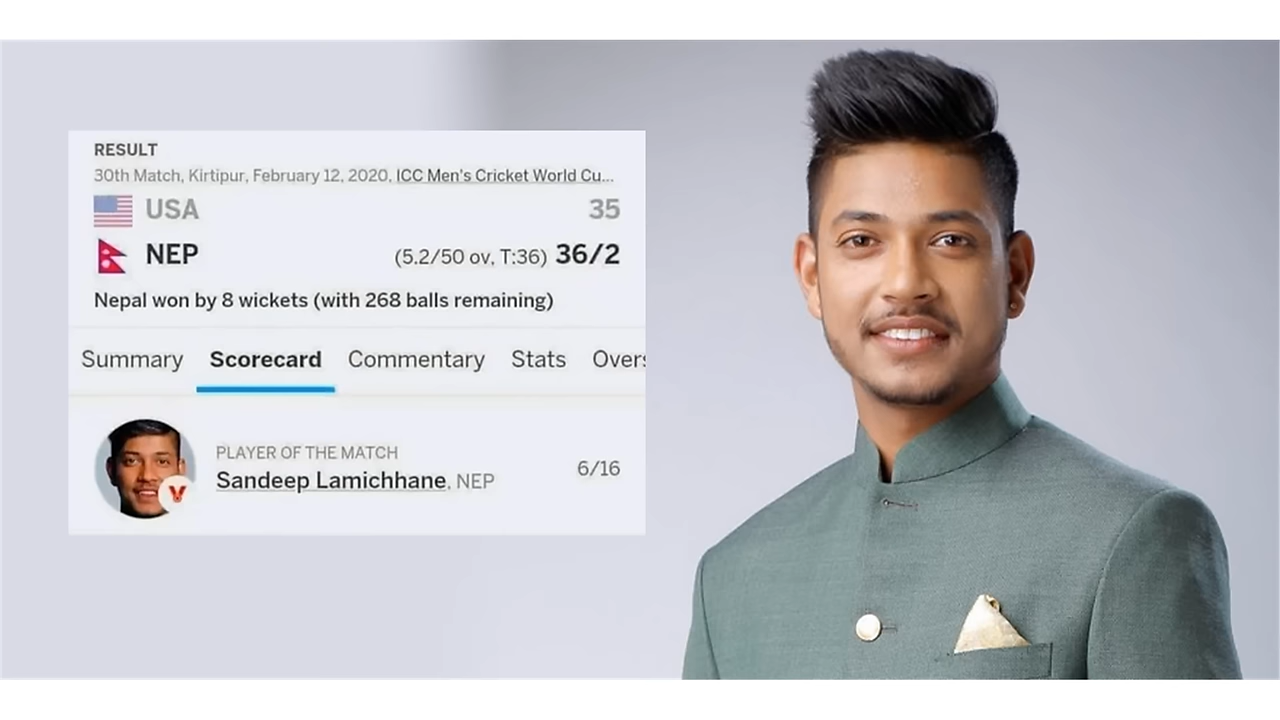 RESULT
30th Match, Kirtipur, February 12, 2020, ICC Men's Cricket World Cu...
USA 35
NEP (5.2/50 ov, T:36) 36/2
Nepal won by 8 wickets (with 268 balls remaining)
Summary Scorecard Commentary Stats Overs
PLAYER OF THE MATCH
Sandeep Lamichhane, NEP 6/16